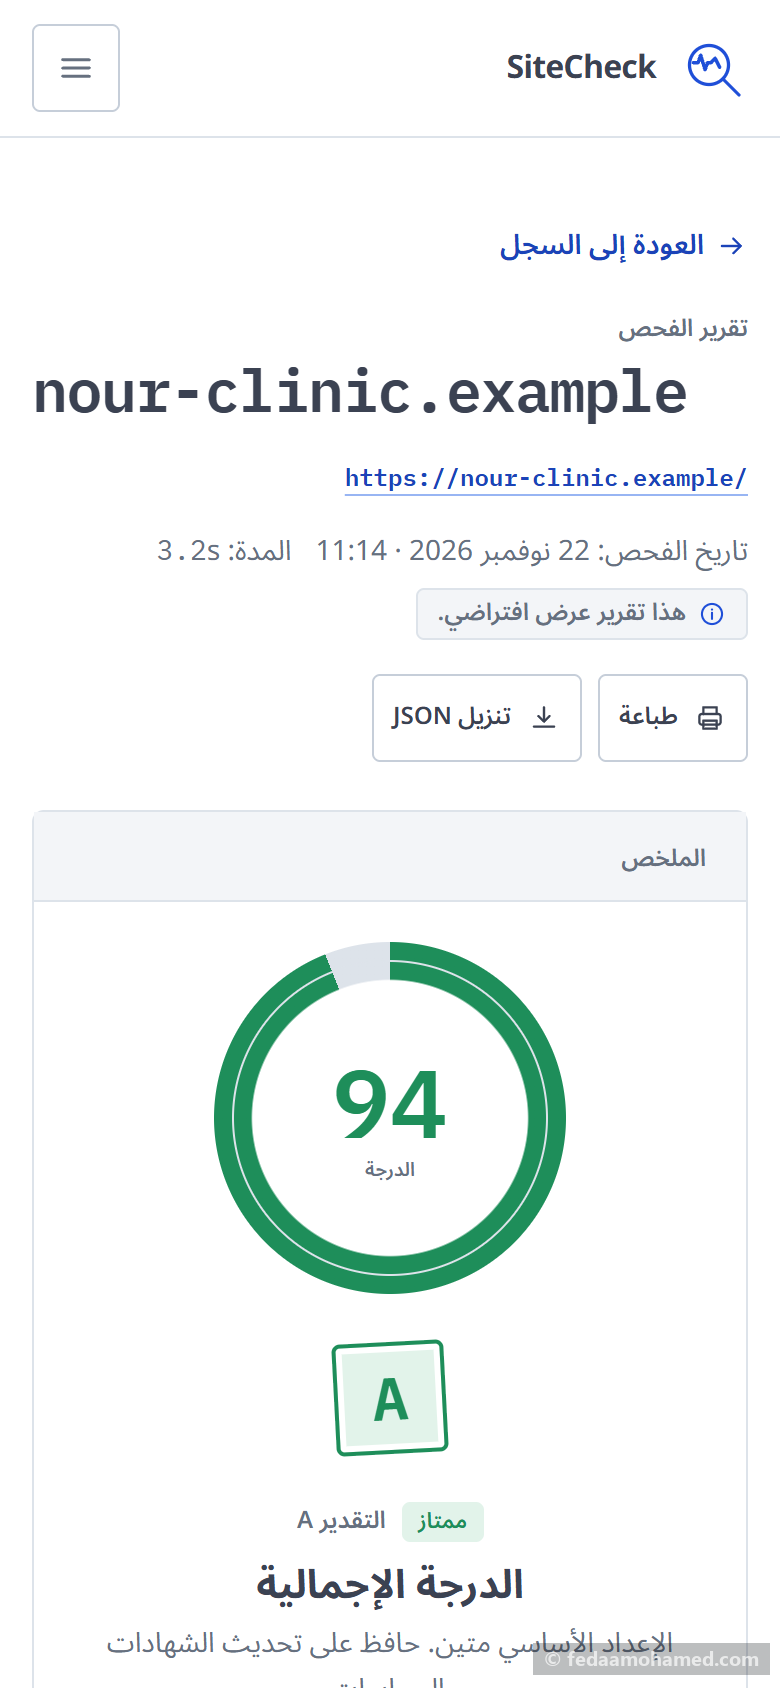 SiteCheck
العودة إلى السجل
تقرير الفحص
nour-clinic.example
https://nour-clinic.example/
تاريخ الفحص: 22 نوفمبر 2026 · 11:14 المدة: 3.2s
هذا تقرير عرض افتراضي.
طباعة
تنزيل JSON
الملخص
94
الدرجة
A
ممتاز
التقدير A
الدرجة الإجمالية
الإعداد الأساسي متين. حافظ على تحديث الشهادات
© fedaamohamed.com